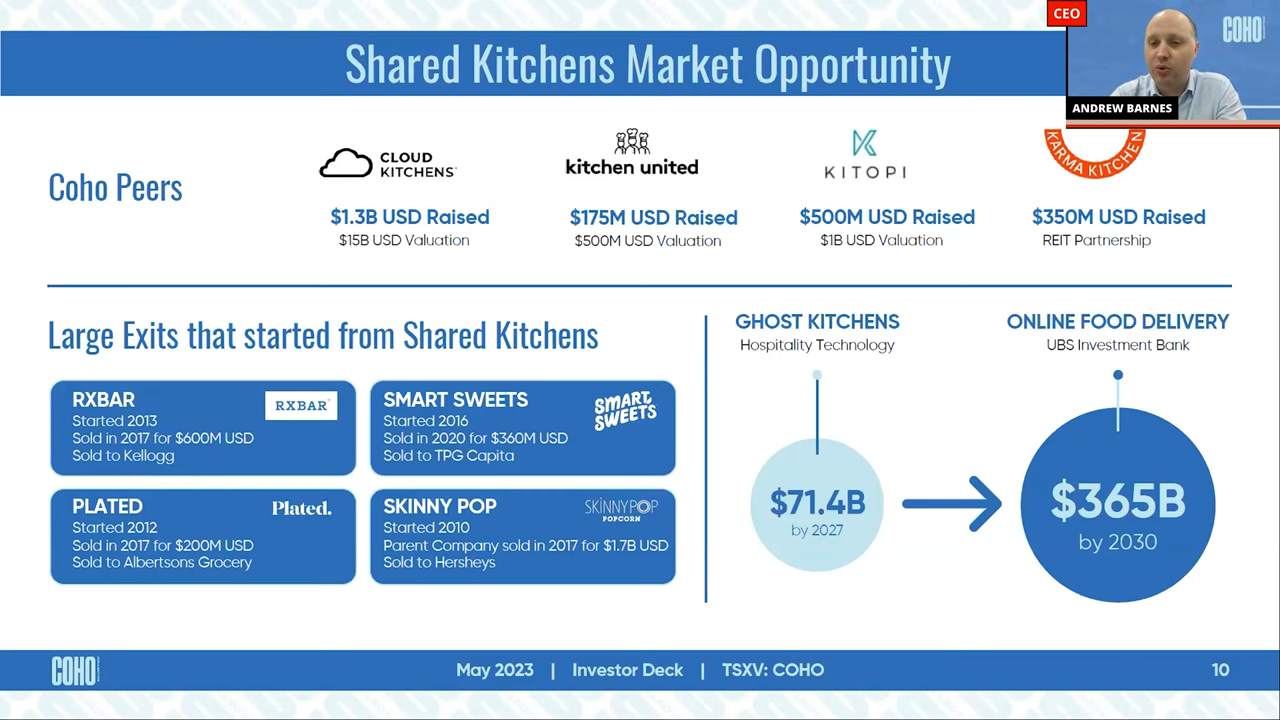 CEO
COHO
Shared Kitchens Market Opportunity
ANDREW BARNES
Coho Peers
CLOUD
KITCHENS
kitchen united
KITOPI
KARMA KITCHEN
$1.3B USD Raised
$15B USD Valuation
$175M USD Raised
$500M USD Valuation
$500M USD Raised
$1B USD Valuation
$350M USD Raised
REIT Partnership
Large Exits that started from Shared Kitchens
RXBAR
RXBAR
Started 2013
Sold in 2017 for $600M USD
Sold to Kellogg
SMART SWEETS
SMART
SWEETS
Started 2016
Sold in 2020 for $360M USD
Sold to TPG Capita
PLATED
Plated.
Started 2012
Sold in 2017 for $200M USD
Sold to Albertsons Grocery
SKINNY POP
SKINNYPOP
POPCORN
Started 2010
Parent Company sold in 2017 for $1.7B USD
Sold to Hersheys
GHOST KITCHENS
Hospitality Technology
$71.4B
by 2027
ONLINE FOOD DELIVERY
UBS Investment Bank
$365B
by 2030
COHO
May 2023 | Investor Deck | TSXV: COHO
10